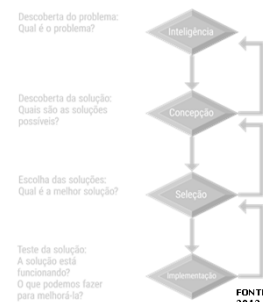 Descoberta do problema:
Qual é o problema?
Inteligência
Descoberta da solução:
Quais são as soluções
possíveis?
Concepção
Escolha das soluções:
Qual é a melhor solução?
Seleção
Teste da solução:
A solução está
funcionando?
O que podemos fazer
para melhorá-la?
Implementação